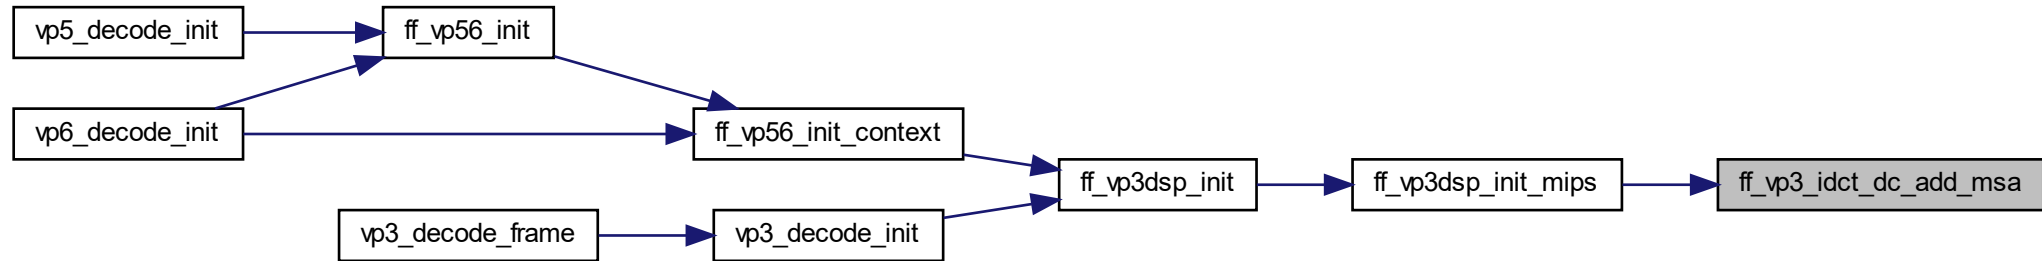 vp5_decode_init
ff_vp56_init
vp6_decode_init
ff_vp56_init_context
ff_vp3dsp_init
ff_vp3dsp_init_mips
ff_vp3_idct_dc_add_msa
vp3_decode_frame
vp3_decode_init